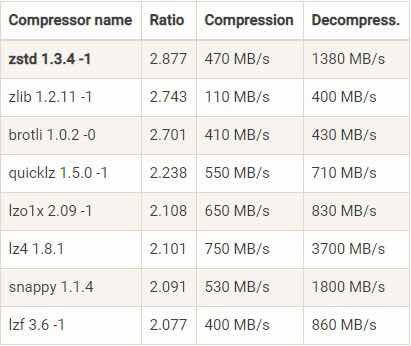 Compressor name Ratio Compression Decompress.
zstd 1.3.4 -1 2.877 470 MB/s 1380 MB/s
zlib 1.2.11 -1 2.743 110 MB/s 400 MB/s
brotli 1.0.2 -0 2.701 410 MB/s 430 MB/s
quicklz 1.5.0 -1 2.238 550 MB/s 710 MB/s
lzo1x 2.09 -1 2.108 650 MB/s 830 MB/s
lz4 1.8.1 2.101 750 MB/s 3700 MB/s
snappy 1.1.4 2.091 530 MB/s 1800 MB/s
lzf 3.6 -1 2.077 400 MB/s 860 MB/s